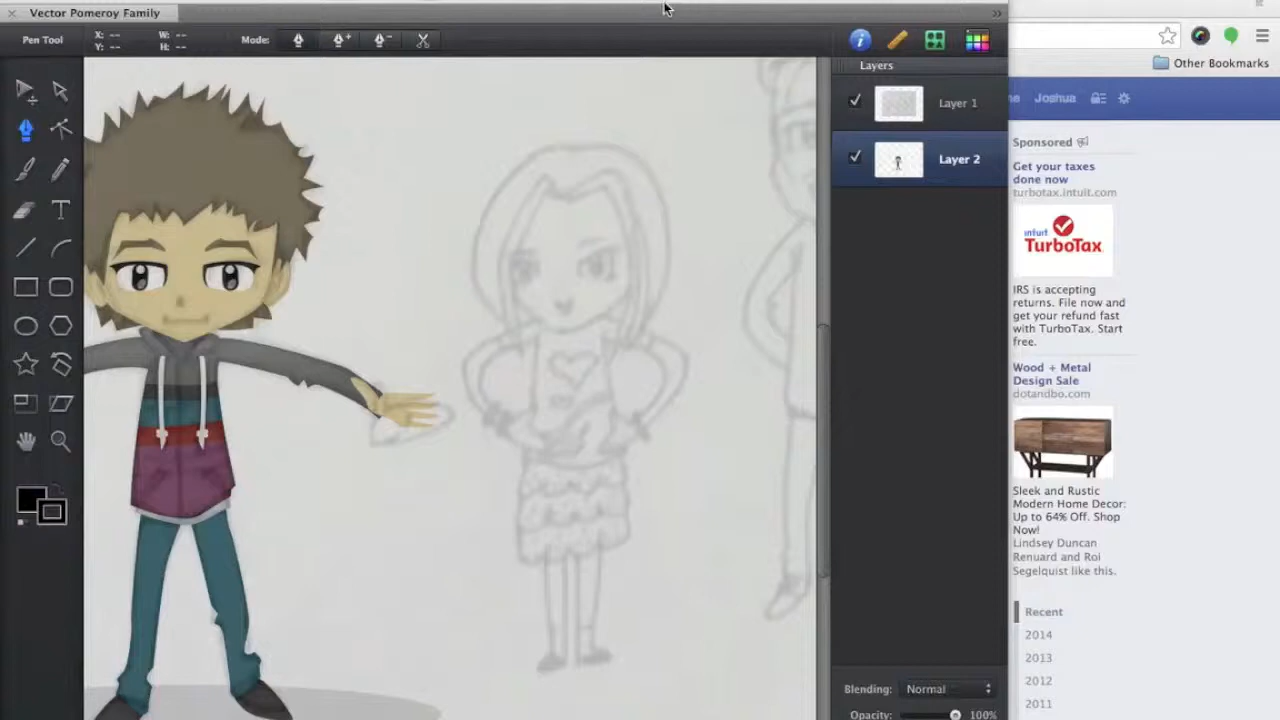 Vector Pomeroy Family
Pen Tool
X: --
Y: --
W: --
H: --
Mode:
Layers
Layer 1
Layer 2
Blending: Normal
Opacity: 100%
Other Bookmarks
Joshua
Sponsored
Get your taxes
done now
turbotax.intuit.com
intuit
TurboTax
IRS is accepting
returns. File now and
get your refund fast
with TurboTax. Start
free.
Wood + Metal
Design Sale
dotandbo.com
Sleek and Rustic
Modern Home Decor:
Up to 64% Off. Shop
Now!
Lindsey Duncan
Renuard and Roi
Segelquist like this.
Recent
2014
2013
2012
2011